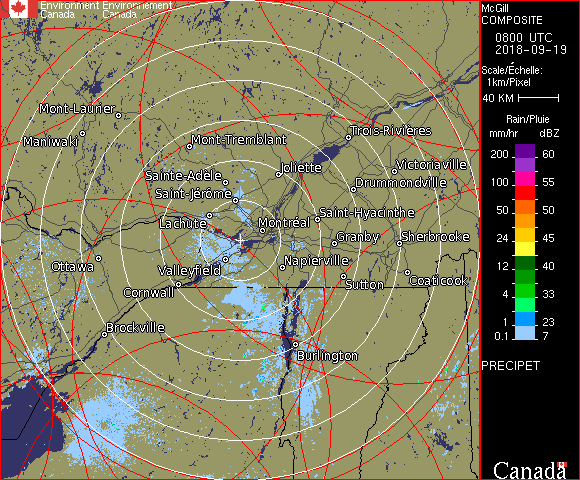 Environment Environnement
Canada Canada
McGill
COMPOSITE
0800 UTC
2018-09-19
Scale/Échelle:
1km/Pixel
40 KM
Rain/Pluie
mm/hr dBZ
200 60
150 57
100 55
50 50
24 45
12 40
4 33
1 23
0.1 7
PRECIPET
Canada
Mont-Laurier
Maniwaki
Mont-Tremblant
Trois-Rivières
Sainte-Adèle
Joliette
Victoriaville
Saint-Jérôme
Drummondville
Lachute
Montréal
Saint-Hyacinthe
Granby
Sherbrooke
Ottawa
Valleyfield
Napierville
Cornwall
Sutton
Coaticook
Brockville
Burlington